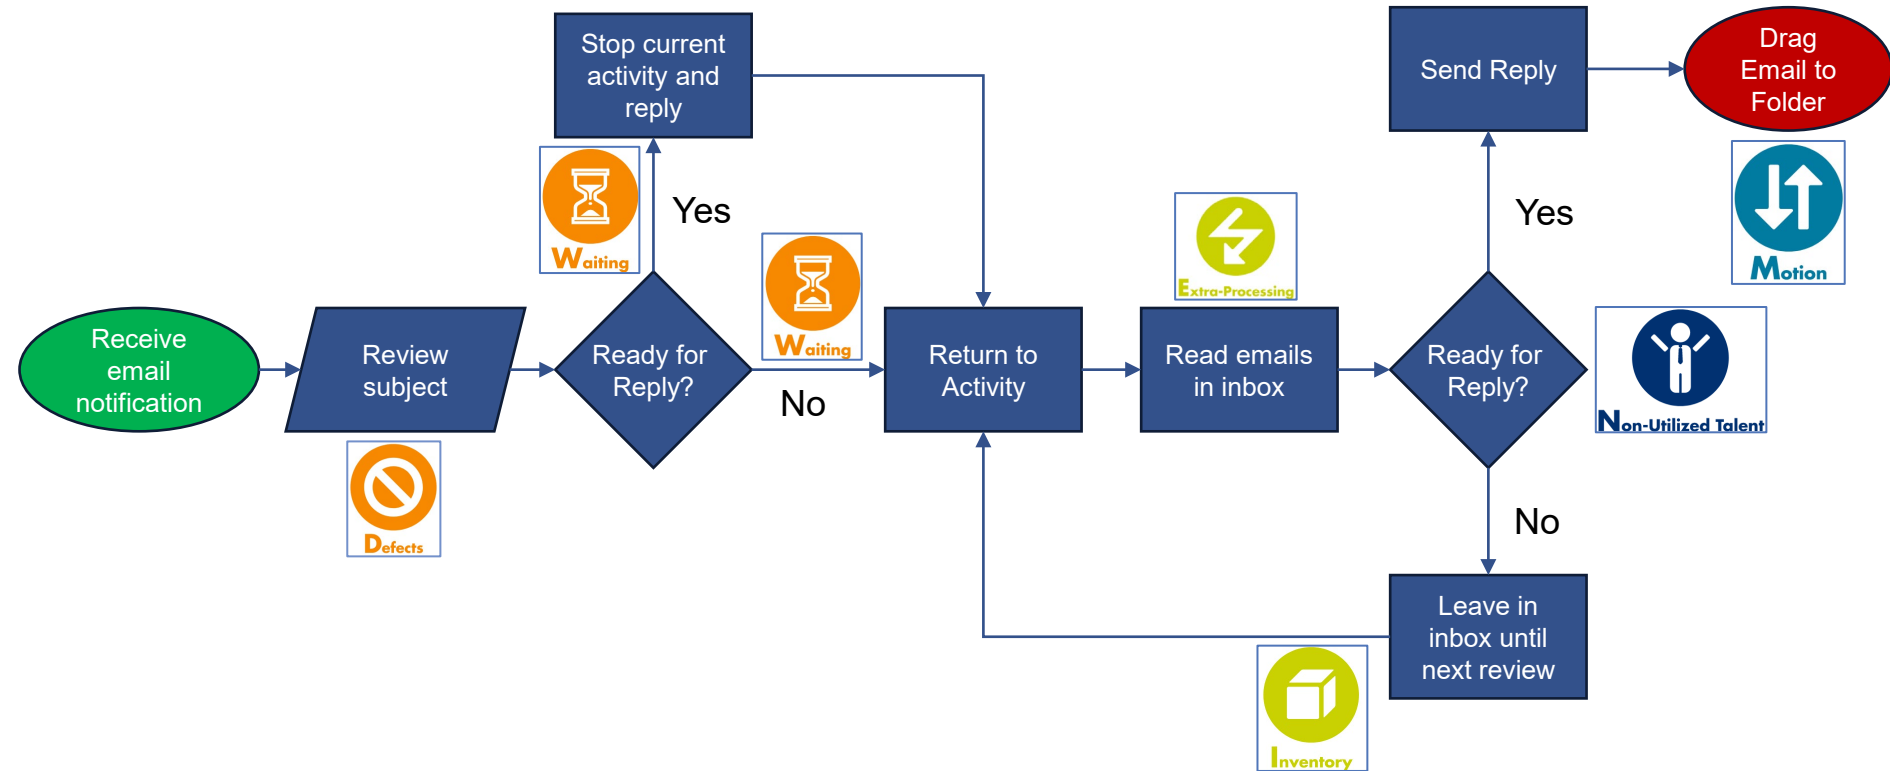 Receive
email
notification
Review
subject
Defects
Ready for
Reply?
Yes
Waiting
Stop current
activity and
reply
No
Waiting
Return to
Activity
Extra-Processing
Read emails
in inbox
Ready for
Reply?
Non-Utilized Talent
Yes
Send Reply
Drag
Email to
Folder
Motion
No
Leave in
inbox until
next review
Inventory